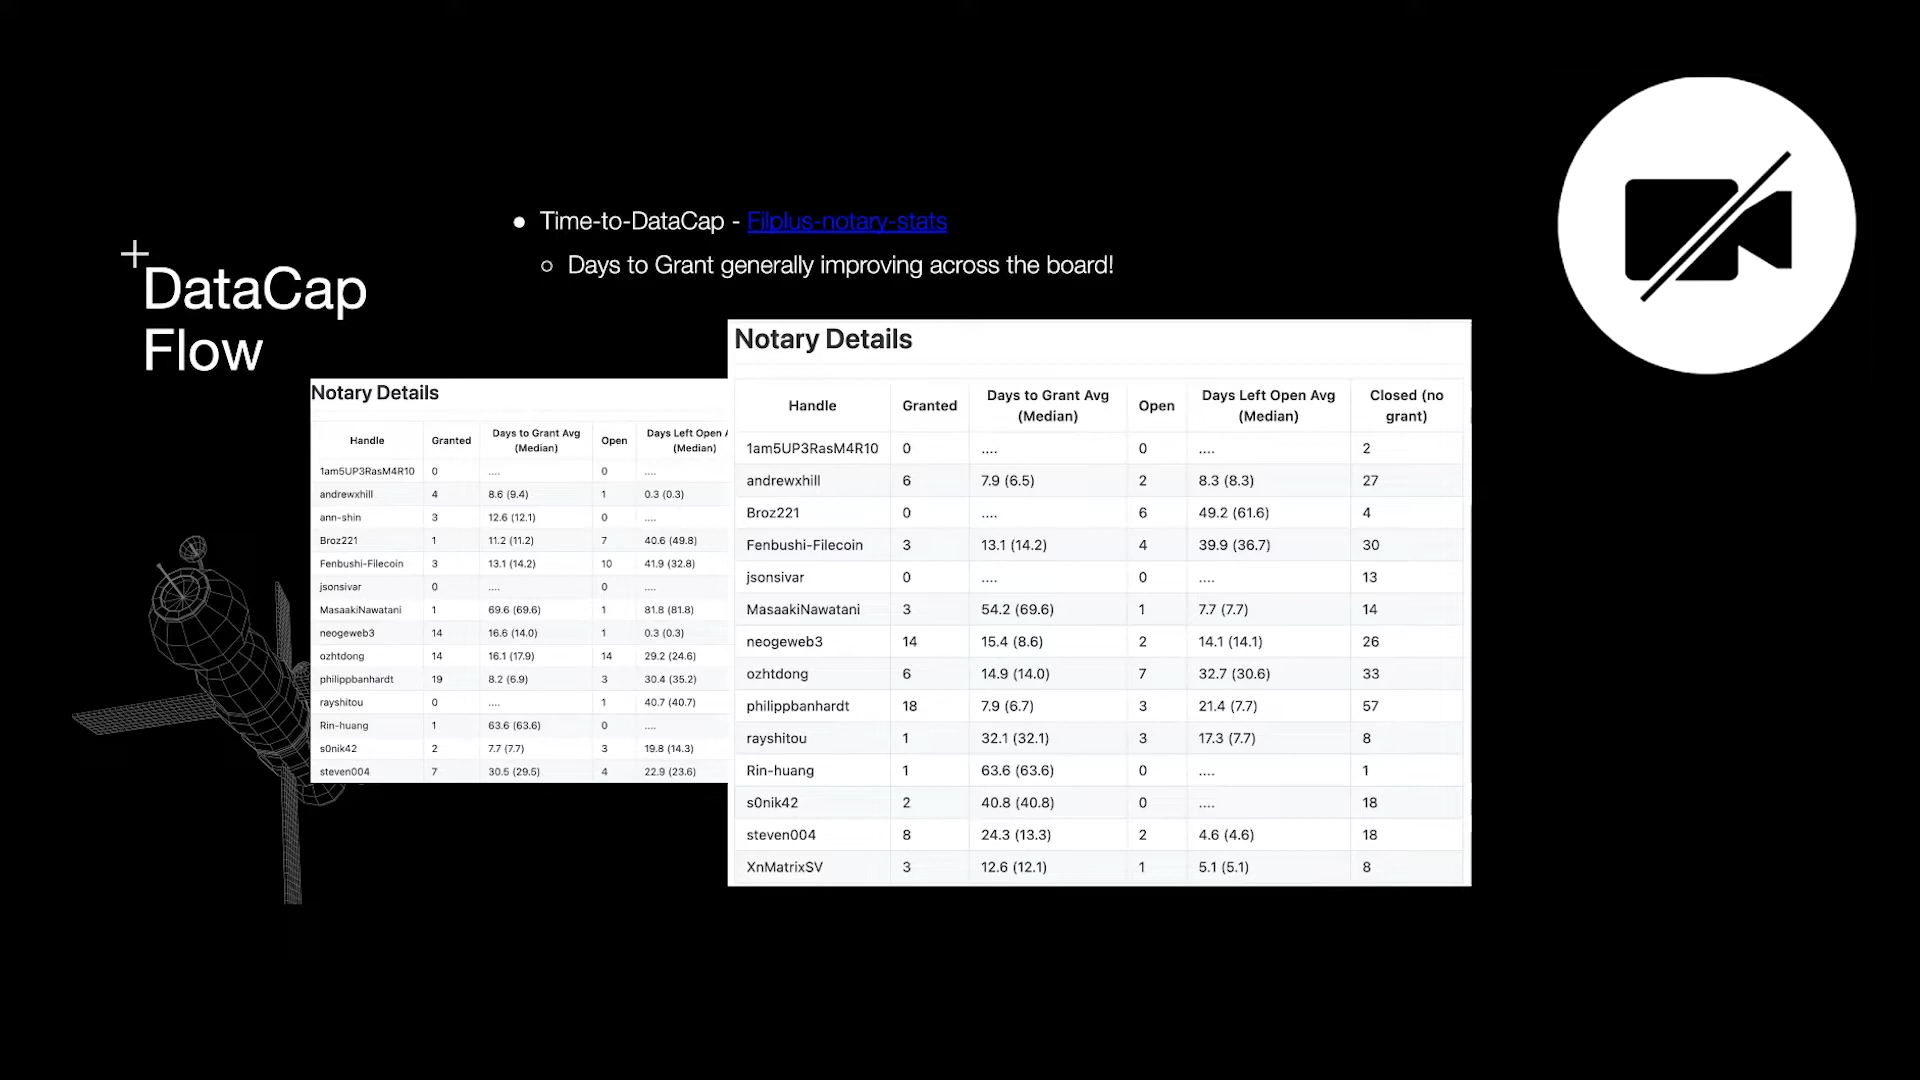 DataCap
Flow
● Time-to-DataCap - Filplus-notary-stats
○ Days to Grant generally improving across the board!
Notary Details
Handle Granted Days to Grant Avg (Median) Open Days Left Open A (Median)
1am5UP3RasM4R10 0 .... 0 ....
andrewxhill 4 8.6 (9.4) 1 0.3 (0.3)
ann-shin 3 12.6 (12.1) 0 ....
Broz221 1 11.2 (11.2) 7 40.6 (49.8)
Fenbushi-Filecoin 3 13.1 (14.2) 10 41.9 (32.8)
jsonsivar 0 .... 0 ....
MasaakiNawatani 1 69.6 (69.6) 1 81.8 (81.8)
neogeweb3 14 16.6 (14.0) 1 0.3 (0.3)
ozhtdong 14 16.1 (17.9) 14 29.2 (24.6)
philippbanhardt 19 8.2 (6.9) 3 30.4 (35.2)
rayshitou 0 .... 1 40.7 (40.7)
Rin-huang 1 63.6 (63.6) 0 ....
s0nik42 2 7.7 (7.7) 3 19.8 (14.3)
steven004 7 30.5 (29.5) 4 22.9 (23.6)
Notary Details
Handle Granted Days to Grant Avg (Median) Open Days Left Open Avg (Median) Closed (no grant)
1am5UP3RasM4R10 0 .... 0 .... 2
andrewxhill 6 7.9 (6.5) 2 8.3 (8.3) 27
Broz221 0 .... 6 49.2 (61.6) 4
Fenbushi-Filecoin 3 13.1 (14.2) 4 39.9 (36.7) 30
jsonsivar 0 .... 0 .... 13
MasaakiNawatani 3 54.2 (69.6) 1 7.7 (7.7) 14
neogeweb3 14 15.4 (8.6) 2 14.1 (14.1) 26
ozhtdong 6 14.9 (14.0) 7 32.7 (30.6) 33
philippbanhardt 18 7.9 (6.7) 3 21.4 (7.7) 57
rayshitou 1 32.1 (32.1) 3 17.3 (7.7) 8
Rin-huang 1 63.6 (63.6) 0 .... 1
s0nik42 2 40.8 (40.8) 0 .... 18
steven004 8 24.3 (13.3) 2 4.6 (4.6) 18
XnMatrixSV 3 12.6 (12.1) 1 5.1 (5.1) 8